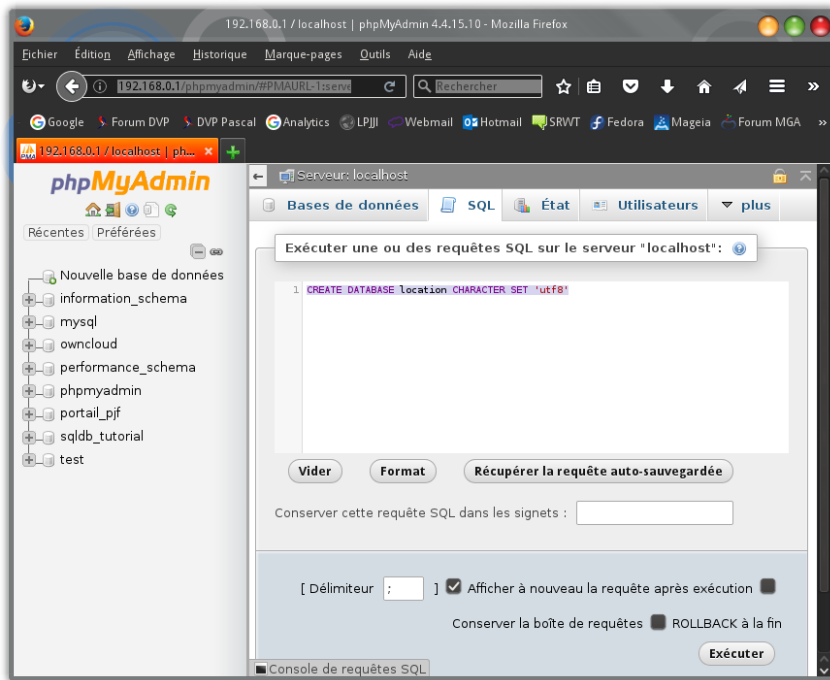 192.168.0.1 / localhost | phpMyAdmin 4.4.15.10 - Mozilla Firefox
Fichier Édition Affichage Historique Marque-pages Outils Aide
192.168.0.1/phpmyadmin/#PMAURL-1:serve Rechercher
Google Forum DVP DVP Pascal GAnalytics LPJJl Webmail Hotmail SRWT Fedora Mageia Forum MGA »
PMA 192.168.0.1 / localhost | ph...
phpMyAdmin
Récentes Préférées
Nouvelle base de données
information_schema
mysql
owncloud
performance_schema
phpmyadmin
portail_pjf
sqldb_tutorial
test
Serveur: localhost
Bases de données SQL État Utilisateurs plus
Exécuter une ou des requêtes SQL sur le serveur "localhost":
1 CREATE DATABASE location CHARACTER SET 'utf8'
Vider Format Récupérer la requête auto-sauvegardée
Conserver cette requête SQL dans les signets :
[ Délimiteur ; ] Afficher à nouveau la requête après exécution
Conserver la boîte de requêtes ROLLBACK à la fin
Exécuter
Console de requêtes SQL